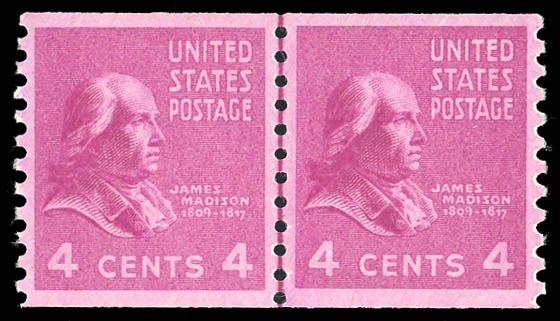 UNITED
STATES
POSTAGE
JAMES
MADISON
1809-1817
4 CENTS 4
UNITED
STATES
POSTAGE
JAMES
MADISON
1809-1817
4 CENTS 4